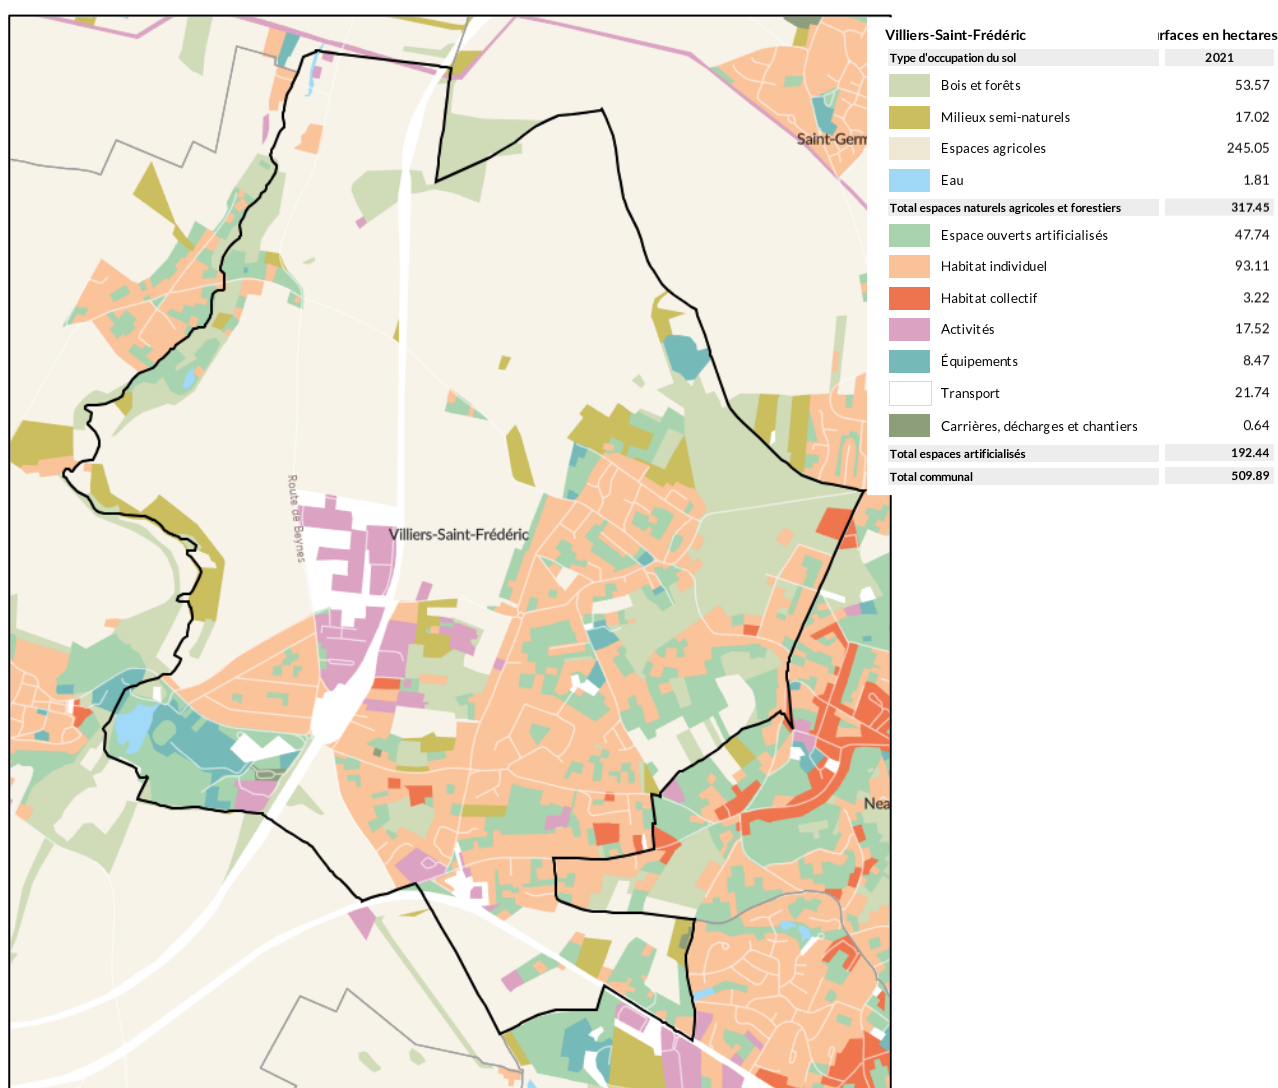 Villiers-Saint-Frédéric
rfaces en hectares
Type d'occupation du sol 2021
Bois et forêts 53.57
Milieux semi-naturels 17.02
Espaces agricoles 245.05
Eau 1.81
Total espaces naturels agricoles et forestiers 317.45
Espace ouverts artificialisés 47.74
Habitat individuel 93.11
Habitat collectif 3.22
Activités 17.52
Équipements 8.47
Transport 21.74
Carrières, décharges et chantiers 0.64
Total espaces artificialisés 192.44
Total communal 509.89
Saint-Germ
Route de Beynes
Villiers-Saint-Frédéric
Nea